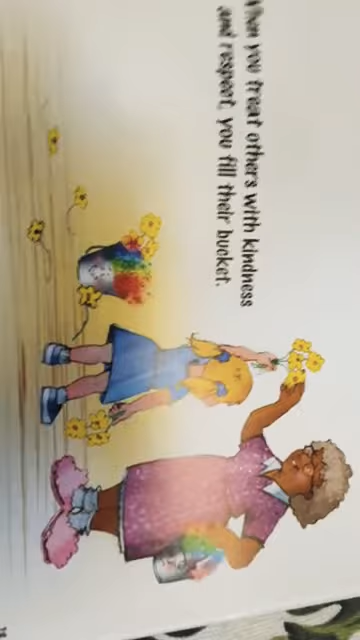 When you treat others with kindness
and respect, you fill their bucket.